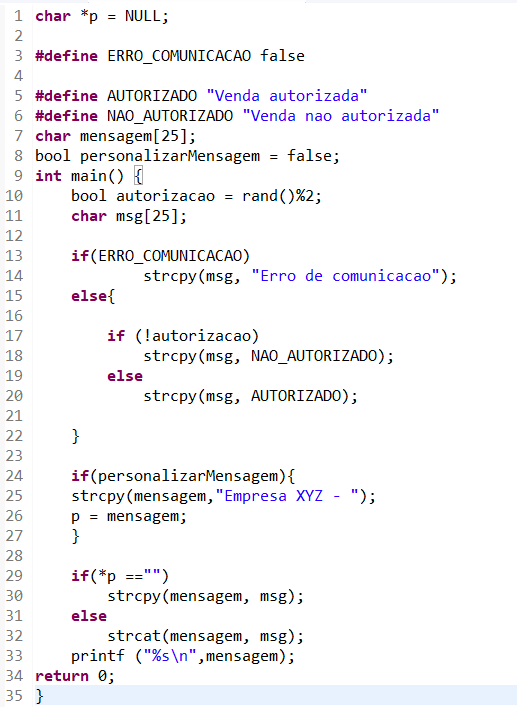 1 char *p = NULL;
2
3 #define ERRO_COMUNICACAO false
4
5 #define AUTORIZADO "Venda autorizada"
6 #define NAO_AUTORIZADO "Venda nao autorizada"
7 char mensagem[25];
8 bool personalizarMensagem = false;
9 int main() {
10     bool autorizacao = rand()%2;
11     char msg[25];
12
13     if(ERRO_COMUNICACAO)
14             strcpy(msg, "Erro de comunicacao");
15     else{
16
17         if (!autorizacao)
18             strcpy(msg, NAO_AUTORIZADO);
19         else
20             strcpy(msg, AUTORIZADO);
21
22     }
23
24     if(personalizarMensagem){
25     strcpy(mensagem,"Empresa XYZ - ");
26     p = mensagem;
27     }
28
29     if(*p =="")
30         strcpy(mensagem, msg);
31     else
32         strcat(mensagem, msg);
33     printf ("%s\n",mensagem);
34 return 0;
35 }